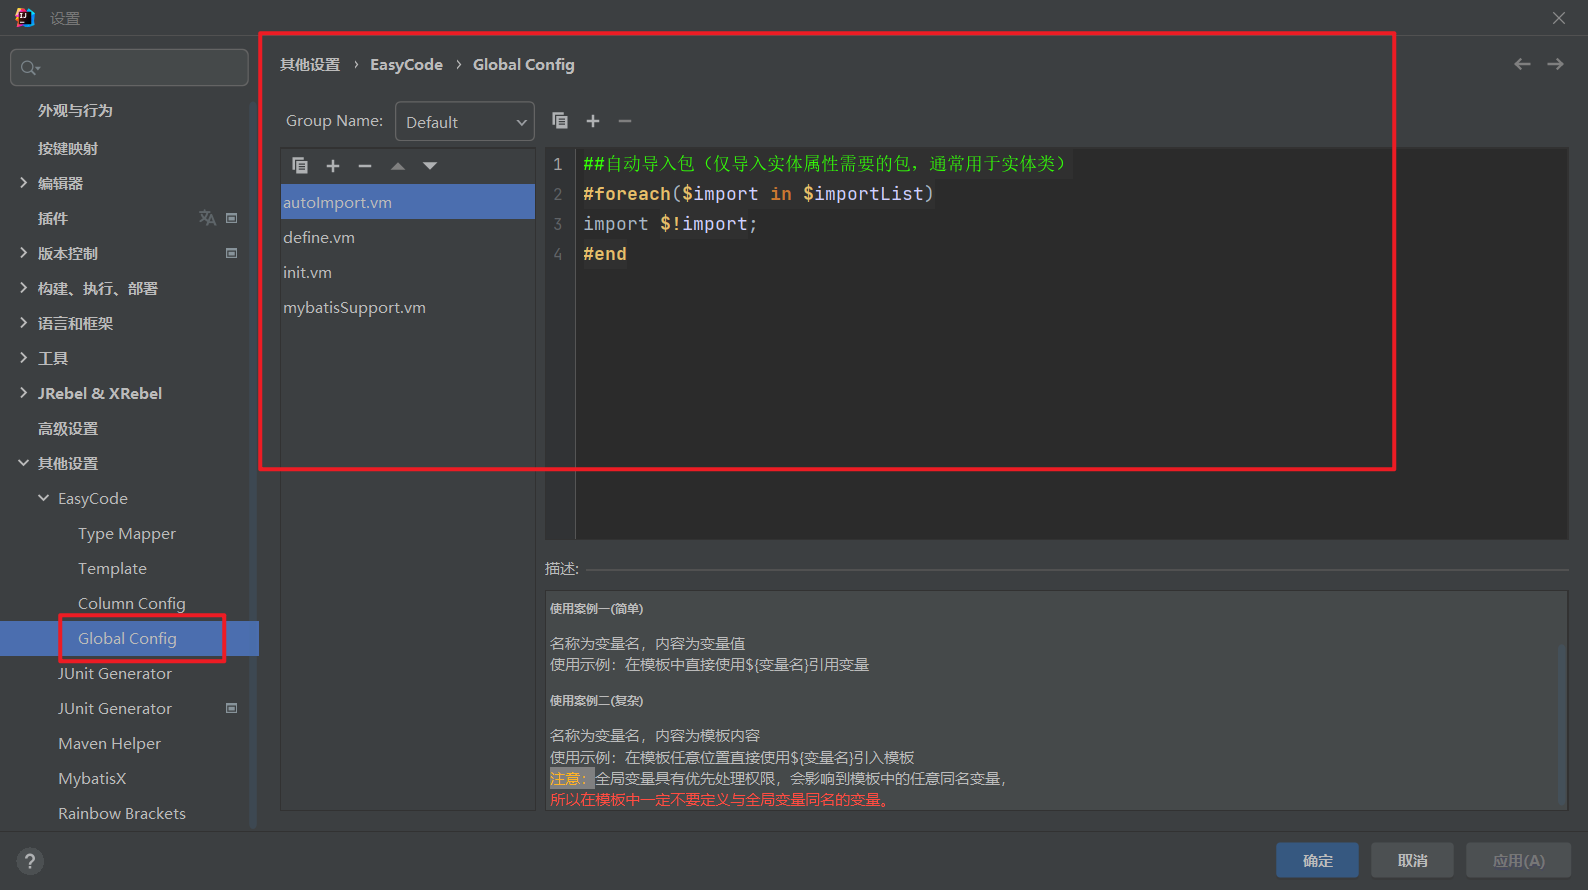 设置
其他设置 › EasyCode › Global Config
外观与行为
按键映射
编辑器
插件
版本控制
构建、执行、部署
语言和框架
工具
JRebel & XRebel
高级设置
其他设置
EasyCode
Type Mapper
Template
Column Config
Global Config
JUnit Generator
JUnit Generator
Maven Helper
MybatisX
Rainbow Brackets
Group Name: Default
autoImport.vm
define.vm
init.vm
mybatisSupport.vm
1 ##自动导入包（仅导入实体属性需要的包，通常用于实体类）
2 #foreach($import in $importList)
3 import $!import;
4 #end
描述:
使用案例一(简单)
名称为变量名，内容为变量值
使用示例：在模板中直接使用${变量名}引用变量
使用案例二(复杂)
名称为变量名，内容为模板内容
使用示例：在模板任意位置直接使用${变量名}引入模板
注意：全局变量具有优先处理权限，会影响到模板中的任意同名变量，
所以在模板中一定不要定义与全局变量同名的变量。
?
确定 取消 应用(A)